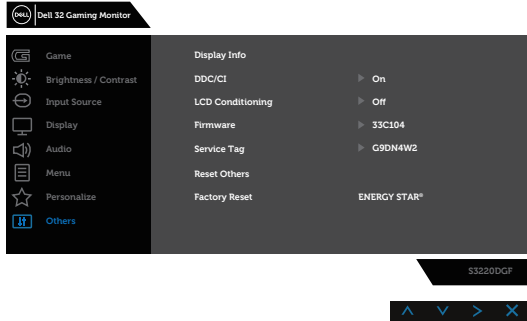 DELL Dell 32 Gaming Monitor
Game
Brightness / Contrast
Input Source
Display
Audio
Menu
Personalize
Others
Display Info
DDC/CI On
LCD Conditioning Off
Firmware 33C104
Service Tag G9DN4W2
Reset Others
Factory Reset ENERGY STAR®
S3220DGF